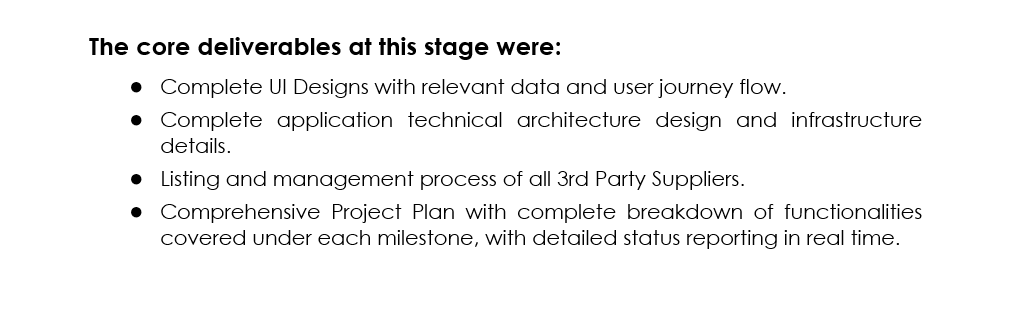 The core deliverables at this stage were:
● Complete UI Designs with relevant data and user journey flow.
● Complete application technical architecture design and infrastructure
details.
● Listing and management process of all 3rd Party Suppliers.
● Comprehensive Project Plan with complete breakdown of functionalities
covered under each milestone, with detailed status reporting in real time.